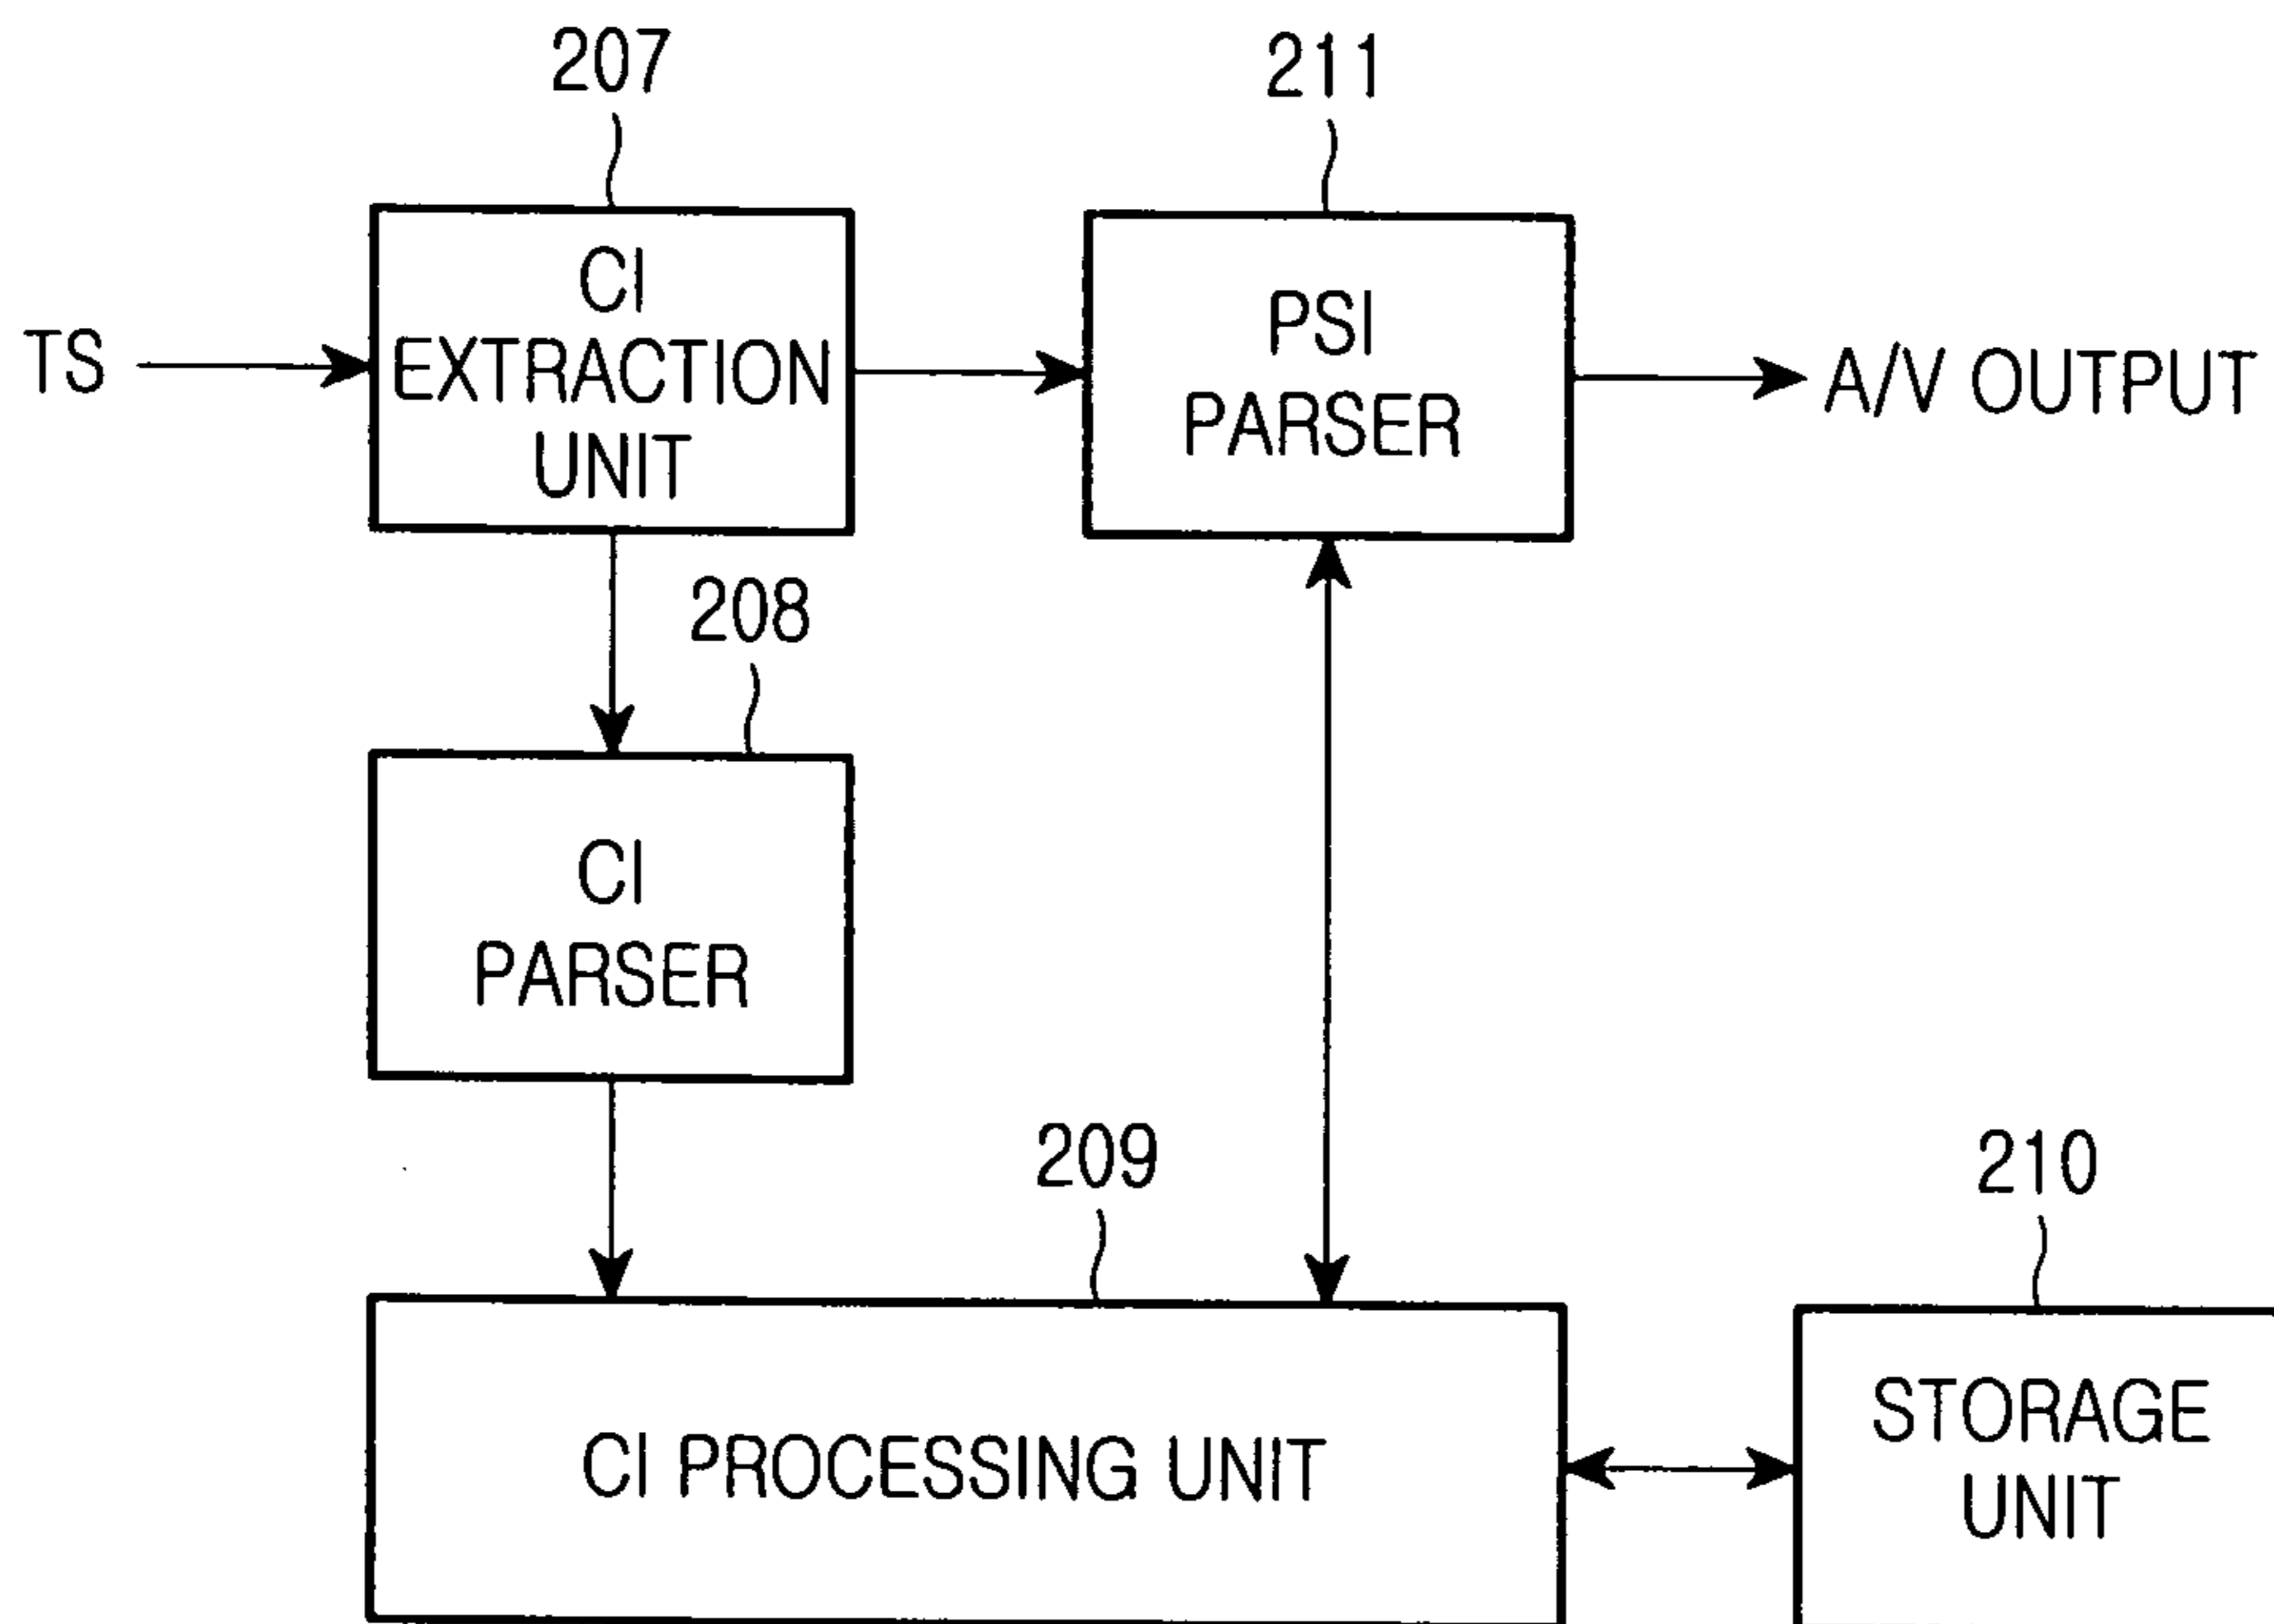 207
211
TS
CI
EXTRACTION
UNIT
PSI
PARSER
A/V OUTPUT
208
CI
PARSER
209
210
CI PROCESSING UNIT
STORAGE
UNIT